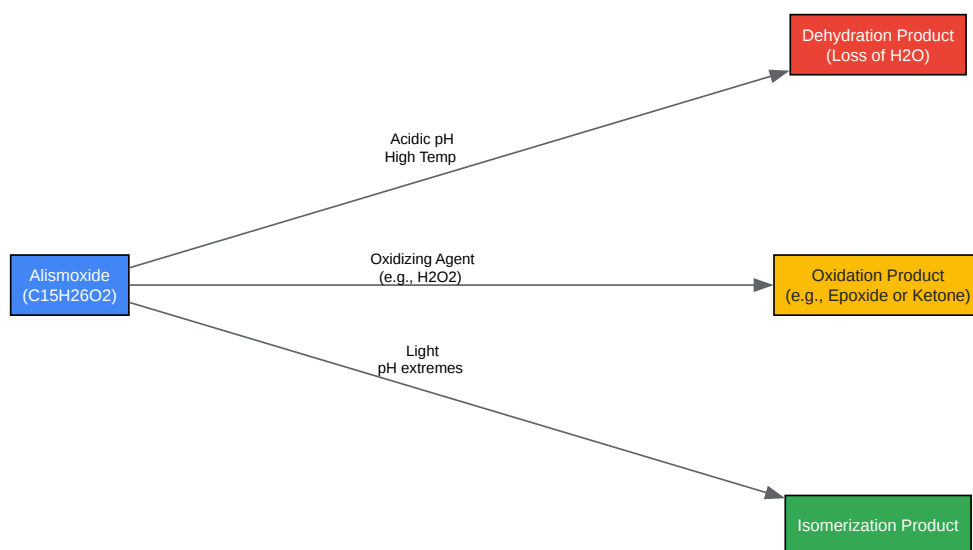 Dehydration Product
(Loss of H2O)
Acidic pH
High Temp
Alismoxide
(C15H26O2)
Oxidizing Agent
(e.g., H2O2)
Oxidation Product
(e.g., Epoxide or Ketone)
Light
pH extremes
Isomerization Product